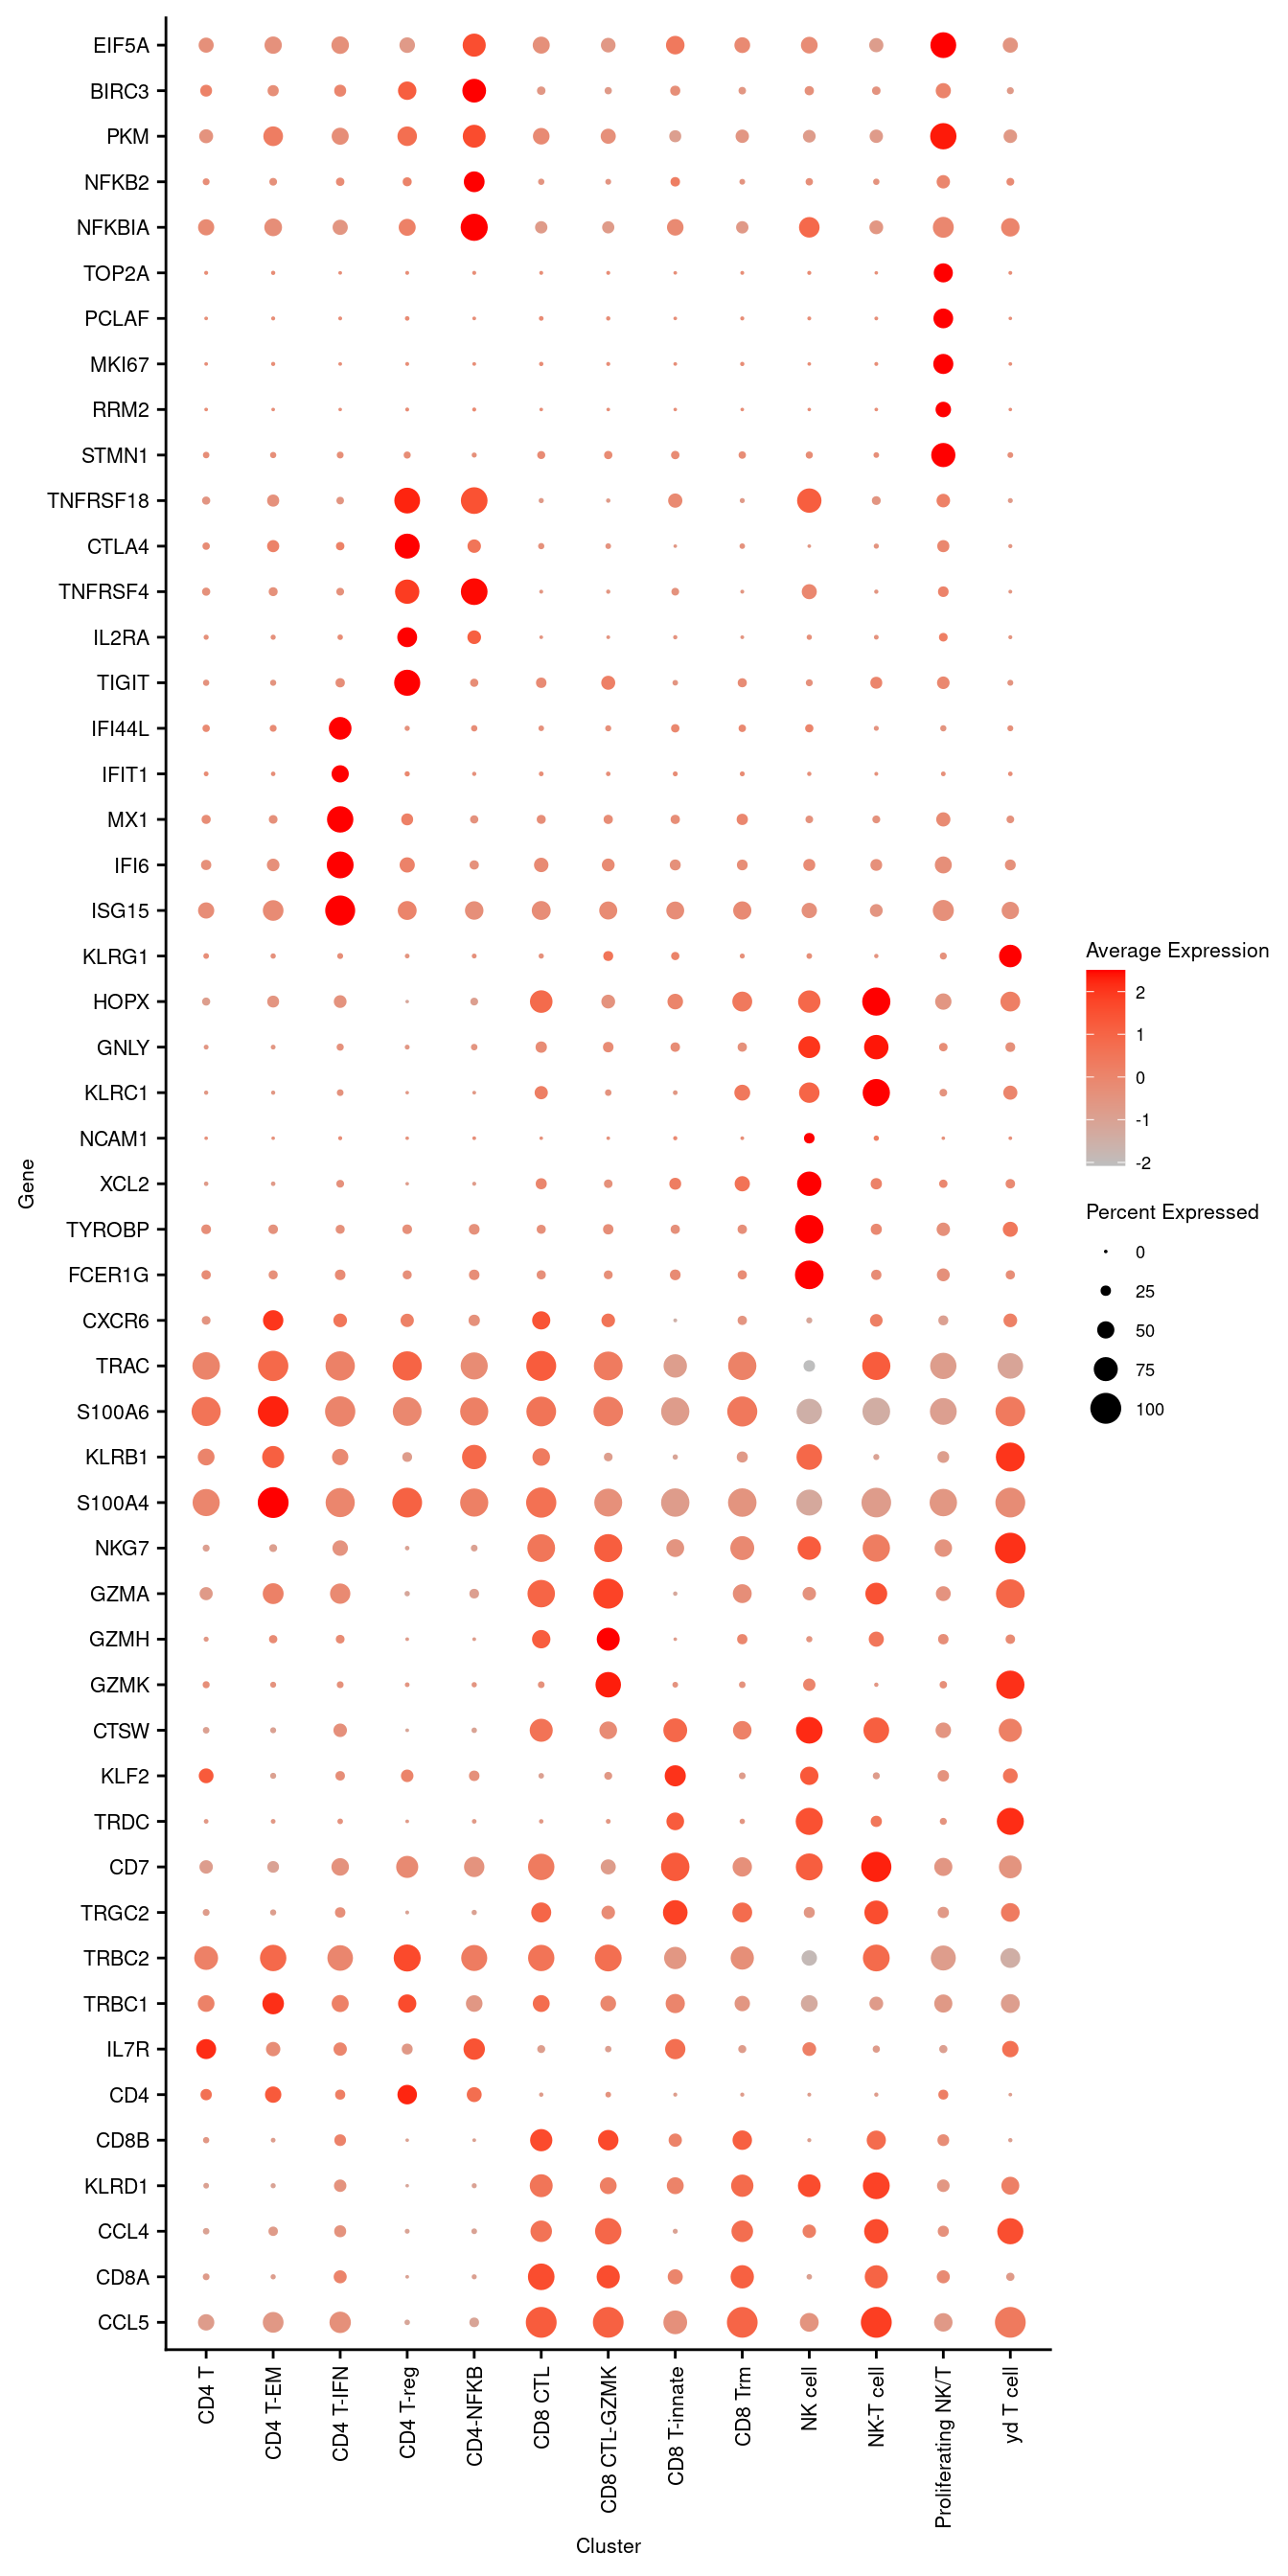 EIF5A
BIRC3
PKM
NFKB2
NFKBIA
TOP2A
PCLAF
MKI67
RRM2
STMN1
TNFRSF18
CTLA4
TNFRSF4
IL2RA
TIGIT
IFI44L
IFIT1
MX1
IFI6
ISG15
KLRG1
HOPX
GNLY
KLRC1
NCAM1
XCL2
TYROBP
FCER1G
CXCR6
TRAC
S100A6
KLRB1
S100A4
NKG7
GZMA
GZMH
GZMK
CTSW
KLF2
TRDC
CD7
TRGC2
TRBC2
TRBC1
IL7R
CD4
CD8B
KLRD1
CCL4
CD8A
CCL5
Gene
CD4 T
CD4 T-EM
CD4 T-IFN
CD4 T-reg
CD4-NFKB
CD8 CTL
CD8 CTL-GZMK
CD8 T-innate
CD8 Trm
NK cell
NK-T cell
Proliferating NK/T
yd T cell
Cluster
Average Expression
2
1
0
-1
-2
Percent Expressed
0
25
50
75
100